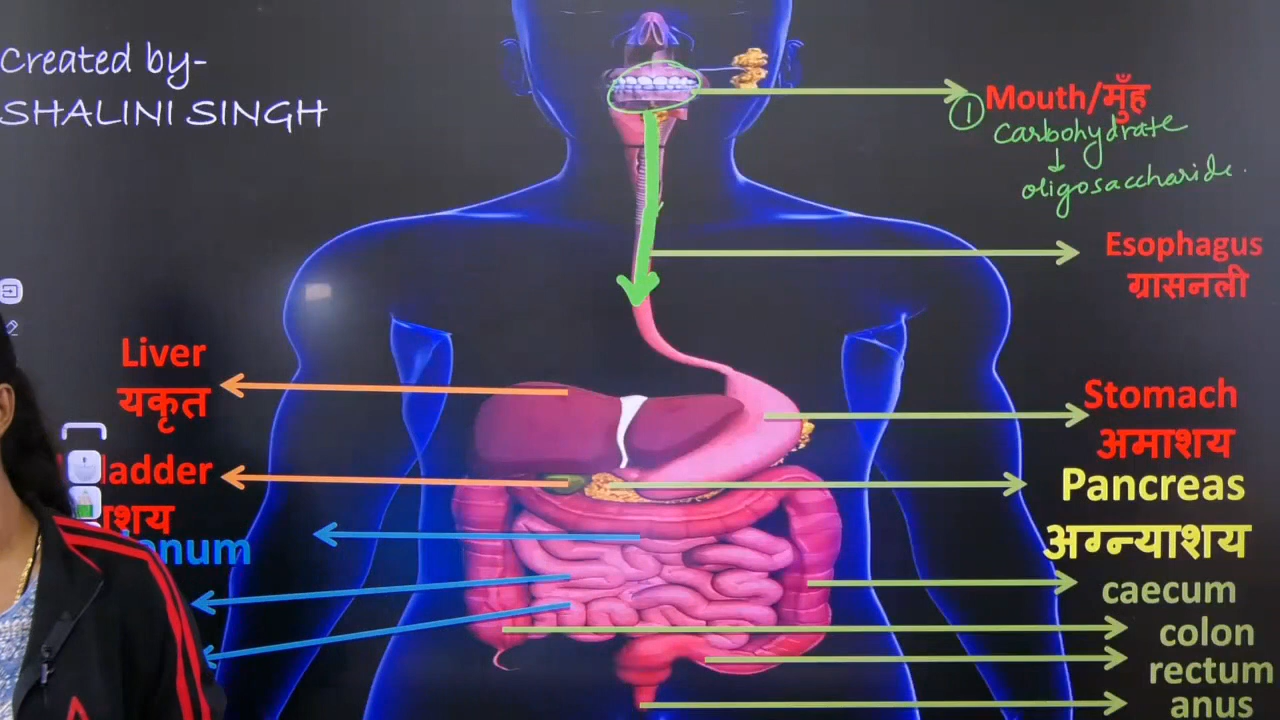 Created by-
SHALINI SINGH
Mouth/मुँह
① Carbohydrate
↓
oligosaccharide.
Esophagus
ग्रासनली
Liver
यकृत
Stomach
अमाशय
Pancreas
अग्न्याशय
caecum
colon
rectum
anus